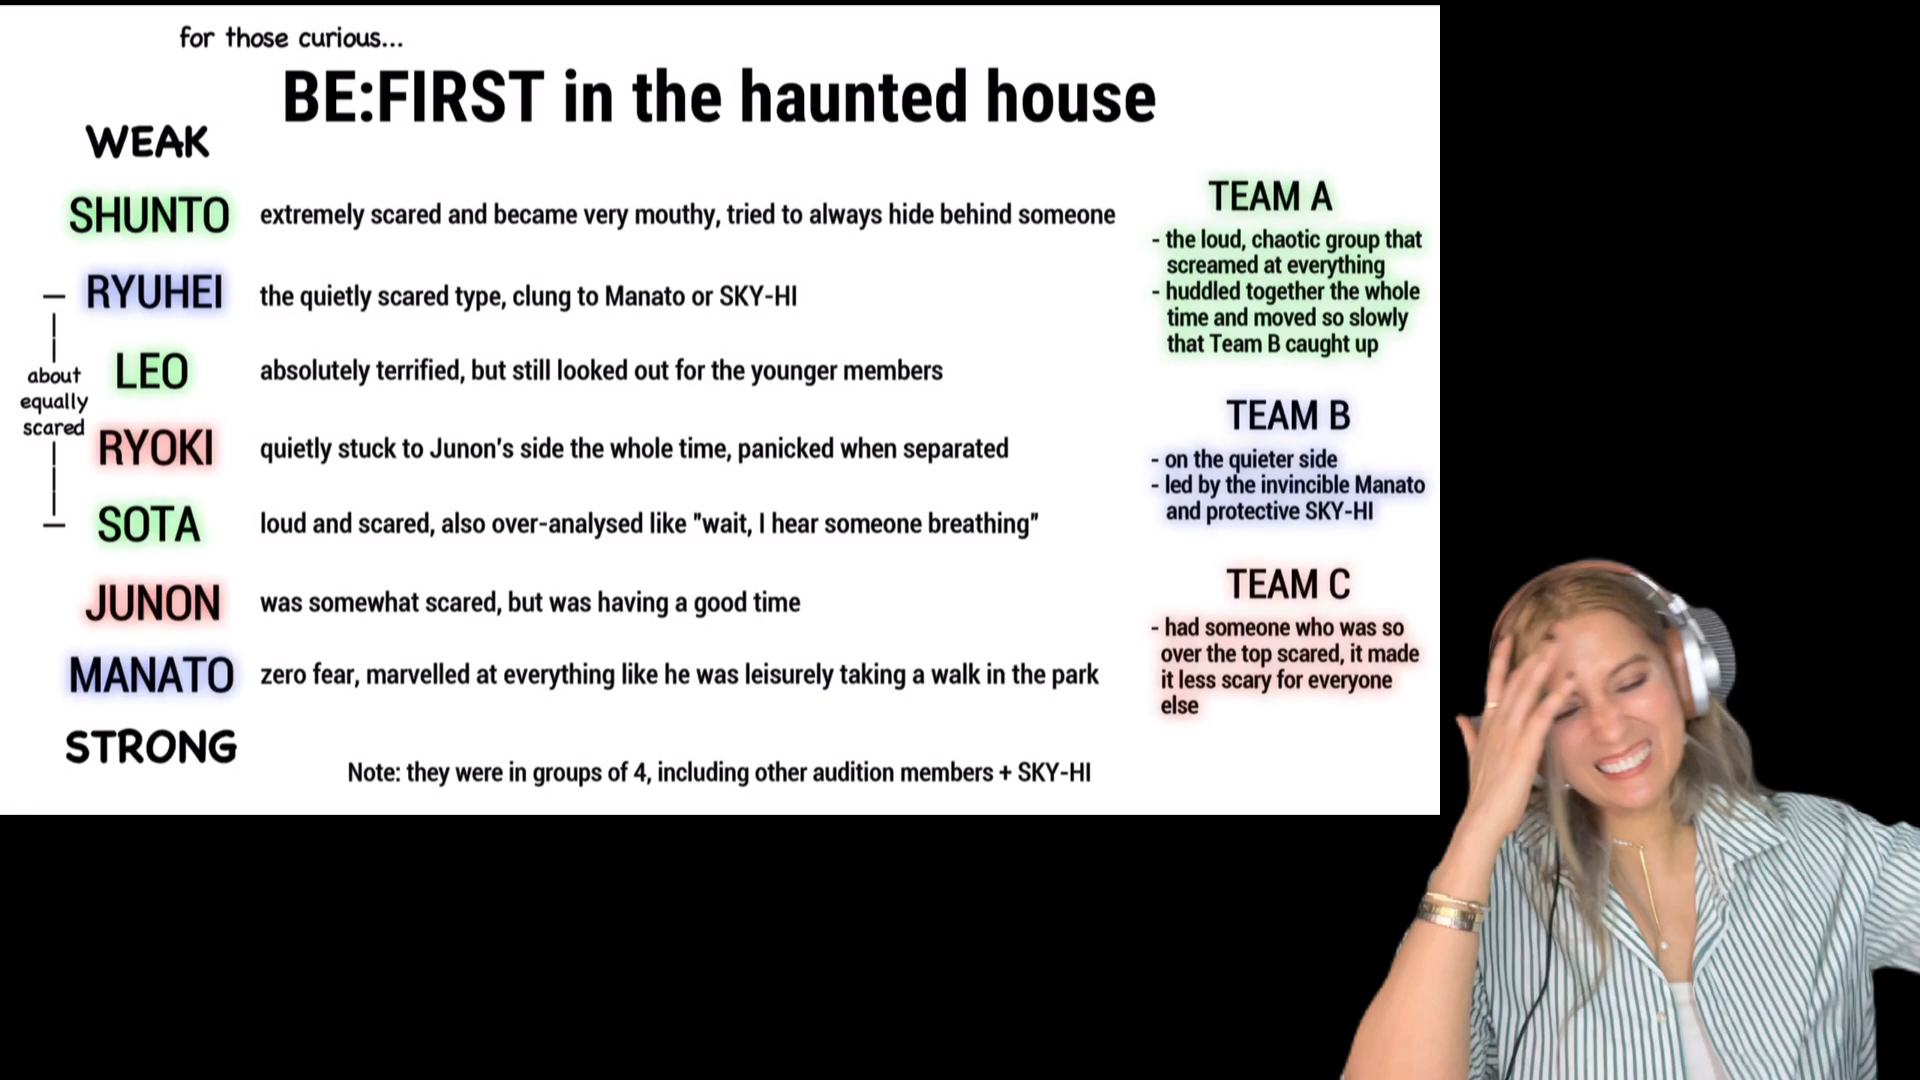 for those curious...
BE:FIRST in the haunted house
WEAK
SHUNTO extremely scared and became very mouthy, tried to always hide behind someone
RYUHEI the quietly scared type, clung to Manato or SKY-HI
LEO absolutely terrified, but still looked out for the younger members
about
equally
scared
RYOKI quietly stuck to Junon's side the whole time, panicked when separated
SOTA loud and scared, also over-analysed like "wait, I hear someone breathing"
JUNON was somewhat scared, but was having a good time
MANATO zero fear, marvelled at everything like he was leisurely taking a walk in the park
STRONG
Note: they were in groups of 4, including other audition members + SKY-HI
TEAM A
- the loud, chaotic group that
screamed at everything
- huddled together the whole
time and moved so slowly
that Team B caught up
TEAM B
- on the quieter side
- led by the invincible Manato
and protective SKY-HI
TEAM C
- had someone who was so
over the top scared, it made
it less scary for everyone
else